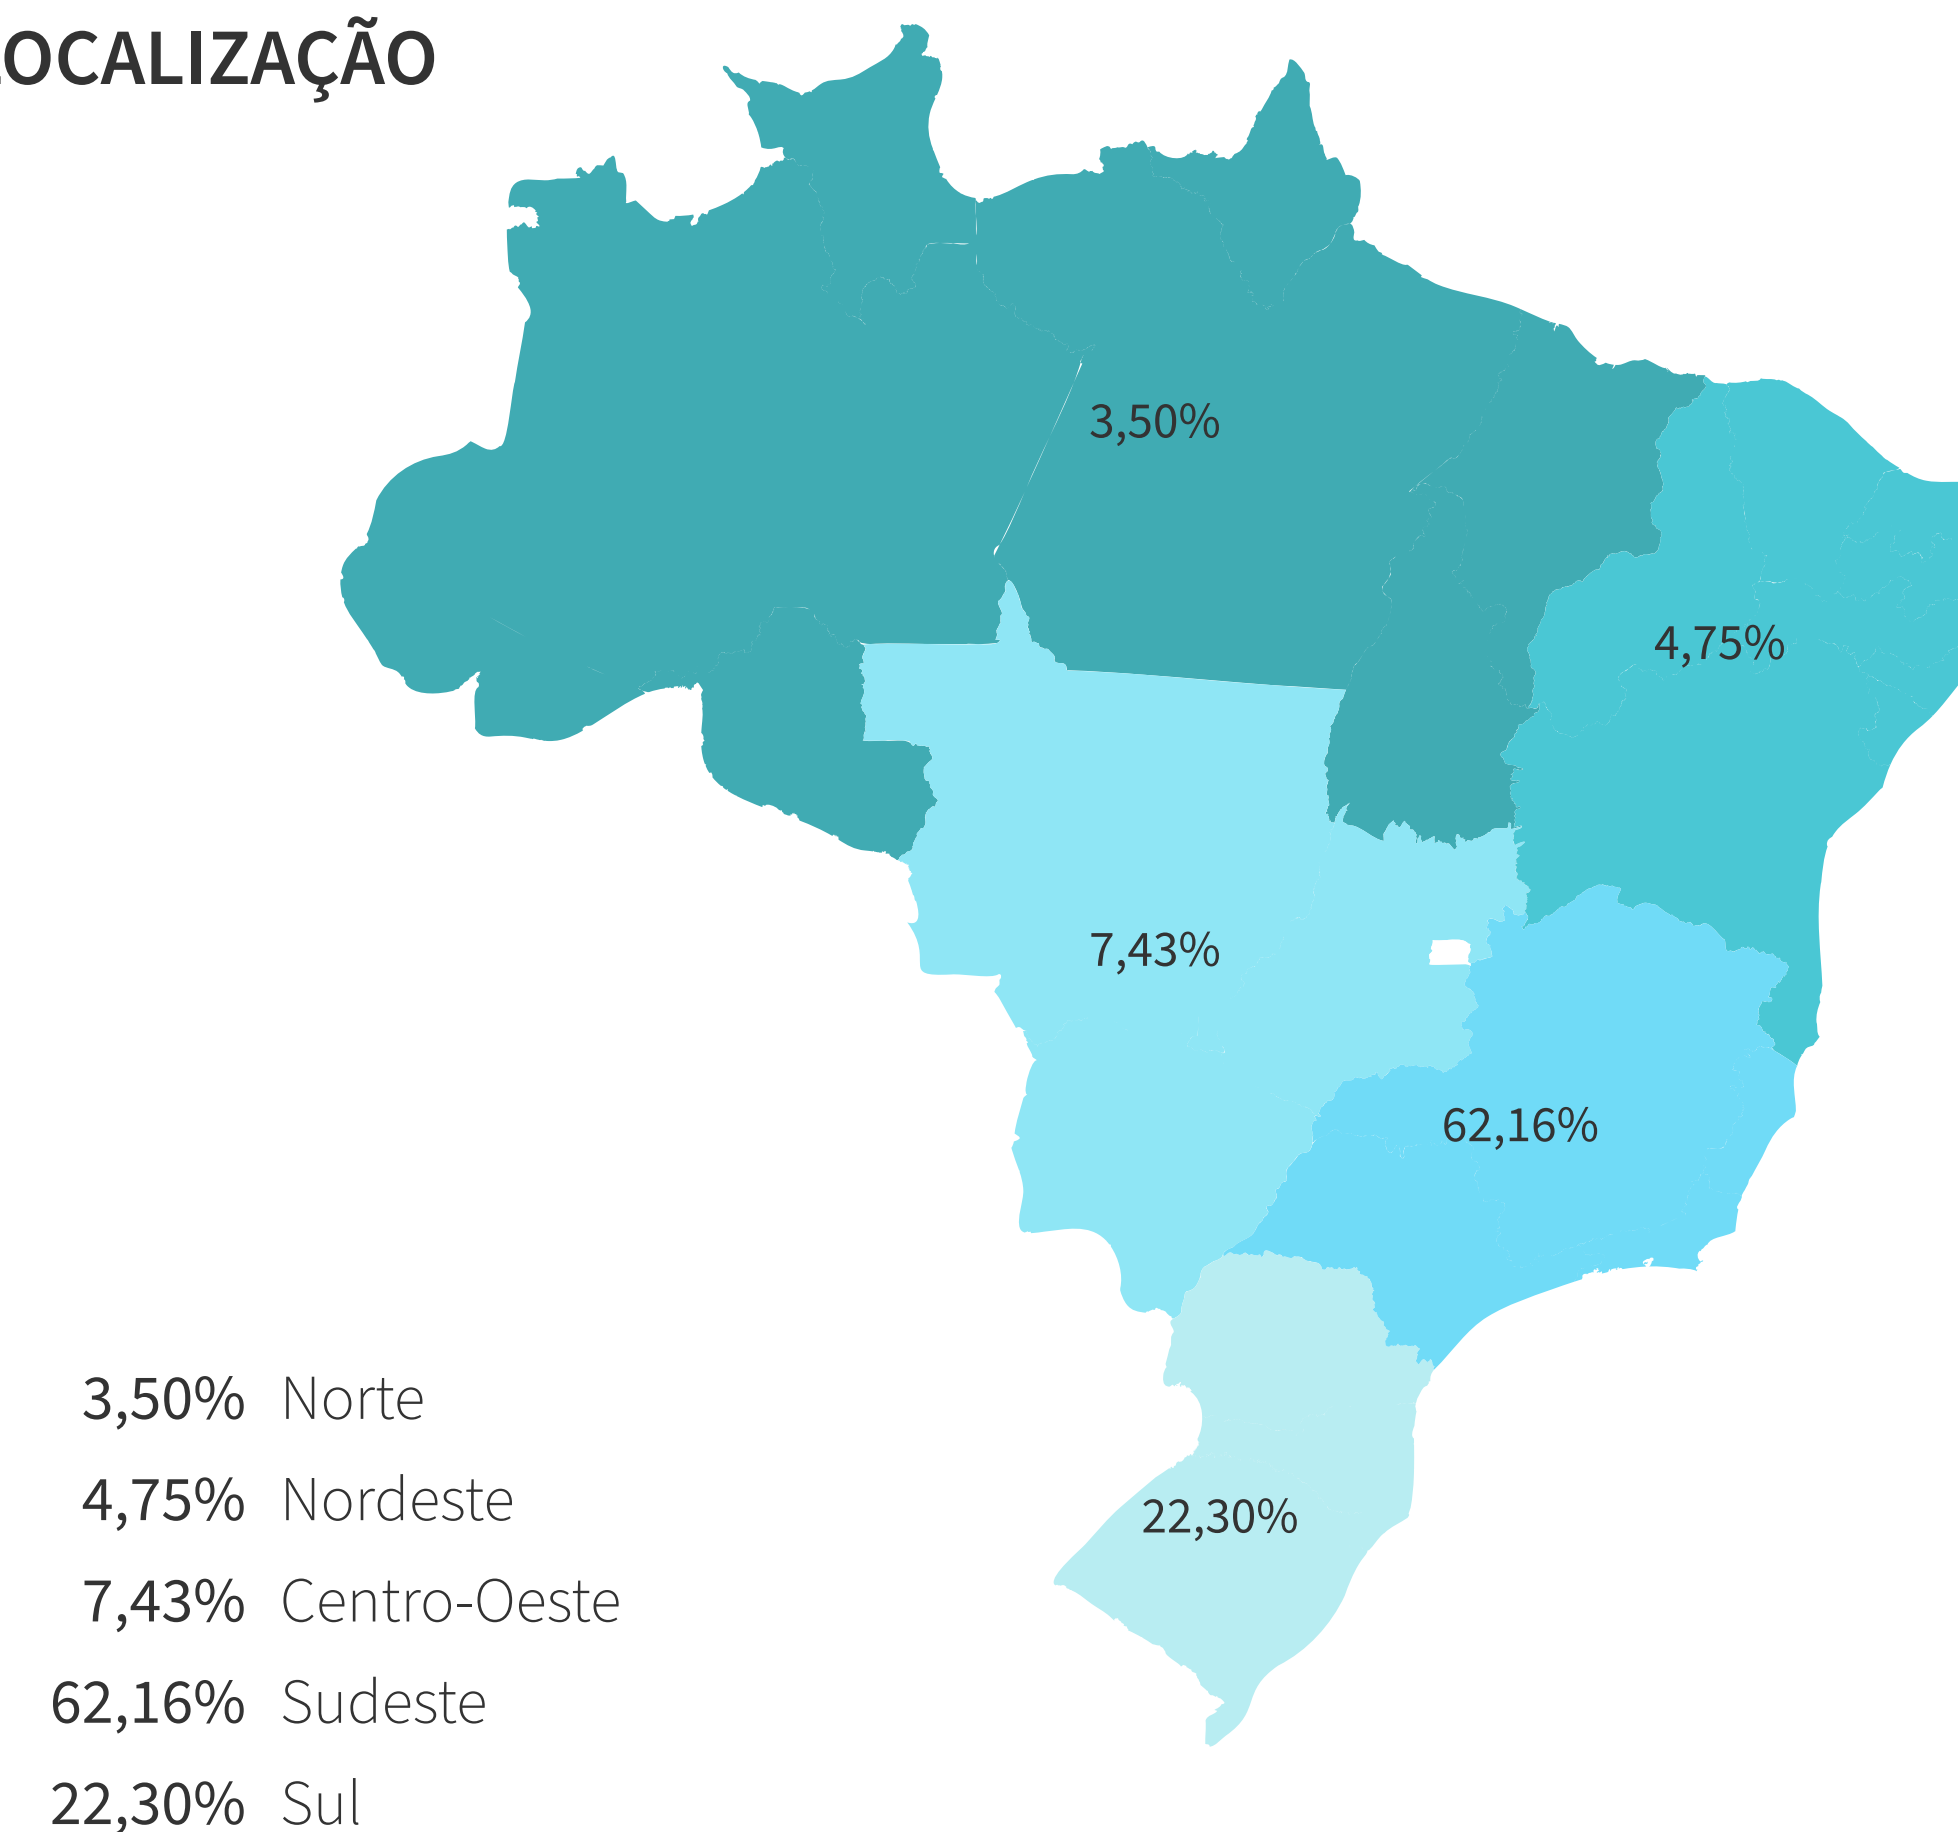 OCALIZAÇÃO
3,50%
4,75%
7,43%
62,16%
22,30%
3,50% Norte
4,75% Nordeste
7,43% Centro-Oeste
62,16% Sudeste
22,30% Sul